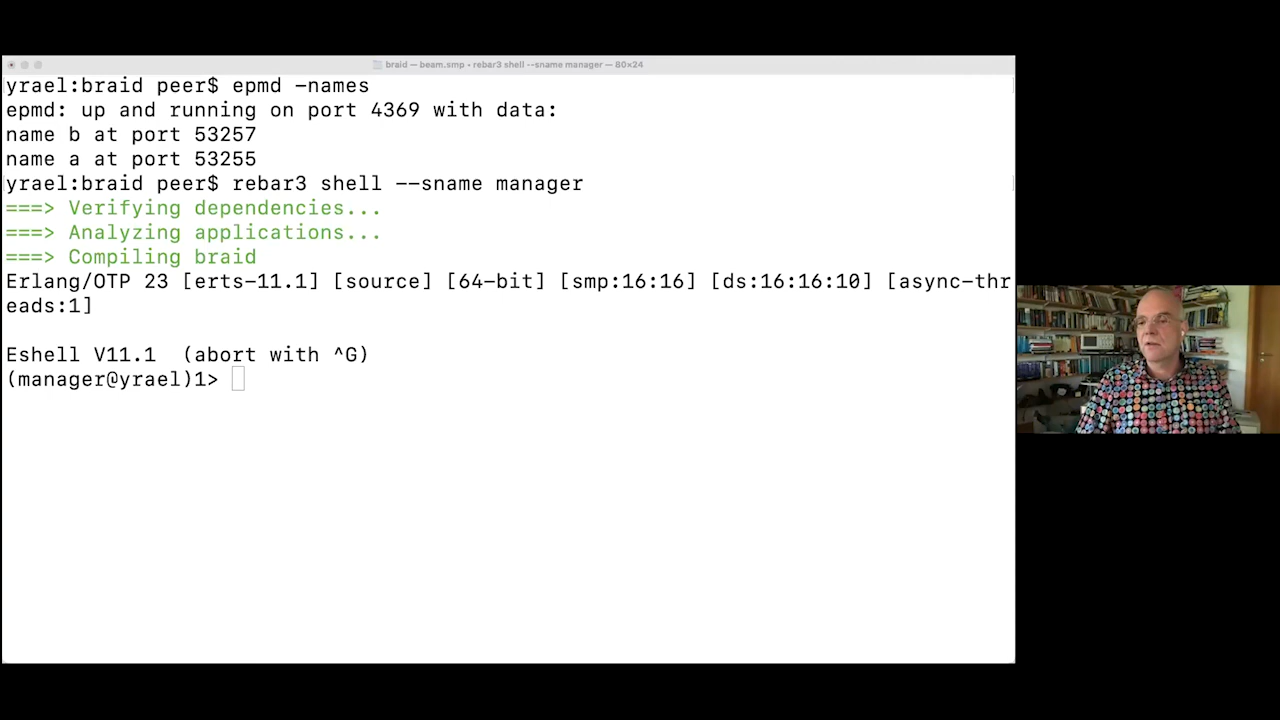 braid — beam.smp • rebar3 shell --sname manager — 80×24
yrael:braid peer$ epmd -names
epmd: up and running on port 4369 with data:
name b at port 53257
name a at port 53255
yrael:braid peer$ rebar3 shell --sname manager
===> Verifying dependencies...
===> Analyzing applications...
===> Compiling braid
Erlang/OTP 23 [erts-11.1] [source] [64-bit] [smp:16:16] [ds:16:16:10] [async-thr
eads:1]
Eshell V11.1  (abort with ^G)
(manager@yrael)1>